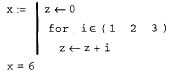 x := z ← 0
for i ∈ ( 1 2 3 )
z ← z + i
x = 6